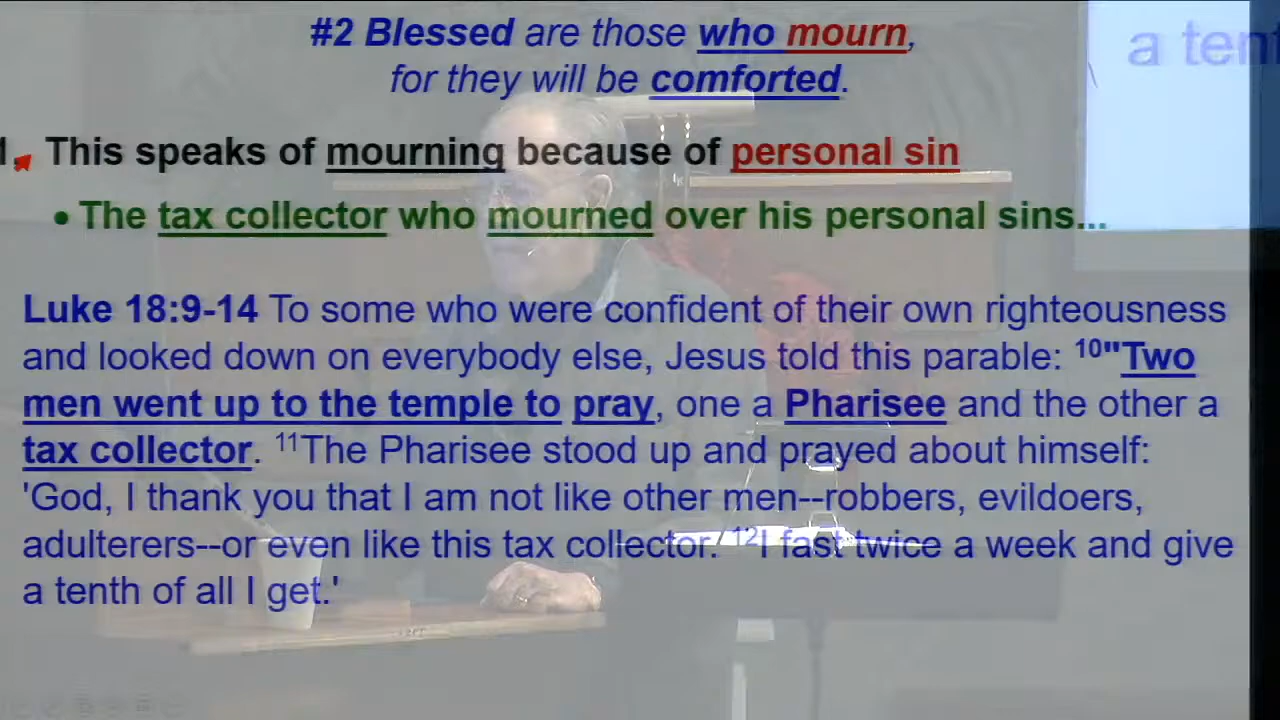 #2 Blessed are those who mourn,
for they will be comforted.
a ten
1. This speaks of mourning because of personal sin
• The tax collector who mourned over his personal sins...
Luke 18:9-14 To some who were confident of their own righteousness
and looked down on everybody else, Jesus told this parable: 10"Two
men went up to the temple to pray, one a Pharisee and the other a
tax collector. 11The Pharisee stood up and prayed about himself:
'God, I thank you that I am not like other men--robbers, evildoers,
adulterers--or even like this tax collector. 12I fast twice a week and give
a tenth of all I get.'